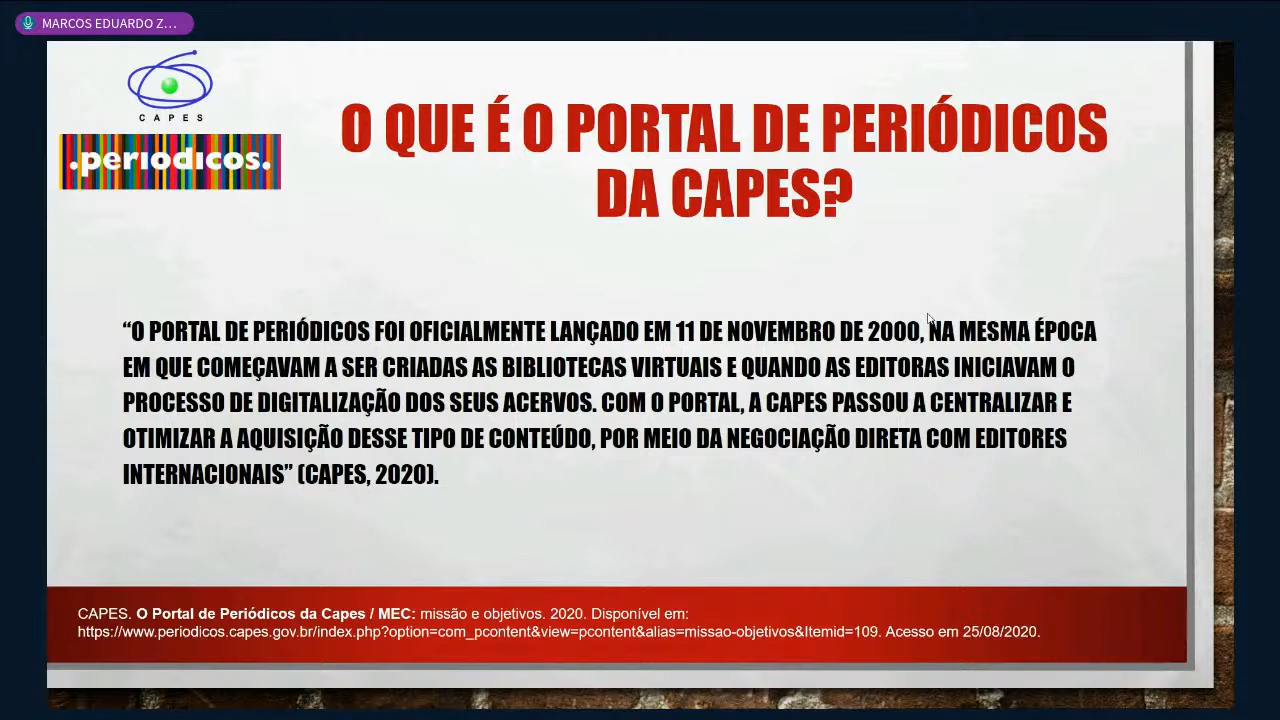 MARCOS EDUARDO Z...
CAPES
.periodicos.
O QUE É O PORTAL DE PERIÓDICOS
DA CAPES?
“O PORTAL DE PERIÓDICOS FOI OFICIALMENTE LANÇADO EM 11 DE NOVEMBRO DE 2000, NA MESMA ÉPOCA
EM QUE COMEÇAVAM A SER CRIADAS AS BIBLIOTECAS VIRTUAIS E QUANDO AS EDITORAS INICIAVAM O
PROCESSO DE DIGITALIZAÇÃO DOS SEUS ACERVOS. COM O PORTAL, A CAPES PASSOU A CENTRALIZAR E
OTIMIZAR A AQUISIÇÃO DESSE TIPO DE CONTEÚDO, POR MEIO DA NEGOCIAÇÃO DIRETA COM EDITORES
INTERNACIONAIS” (CAPES, 2020).
CAPES. O Portal de Periódicos da Capes / MEC: missão e objetivos. 2020. Disponível em:
https://www.periodicos.capes.gov.br/index.php?option=com_pcontent&view=pcontent&alias=missao-objetivos&Itemid=109. Acesso em 25/08/2020.